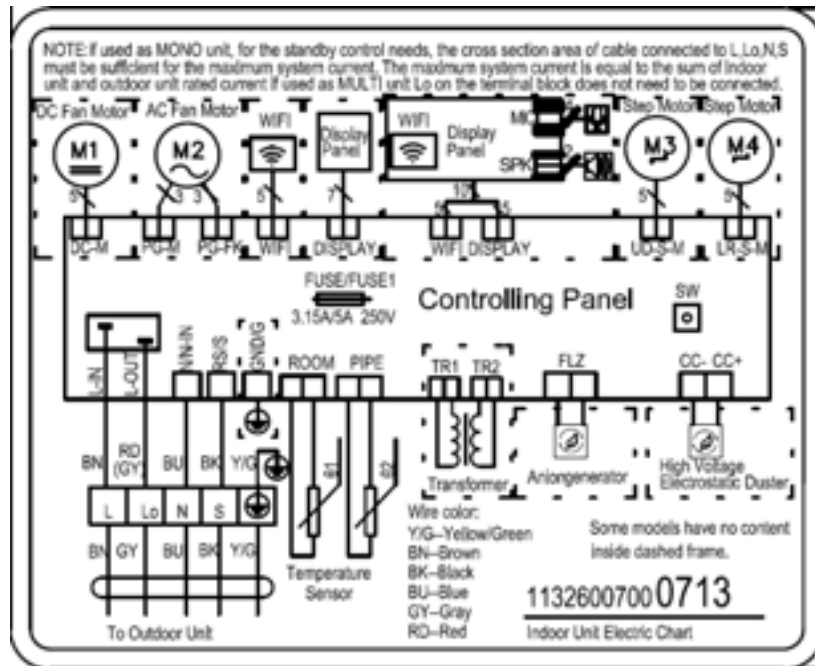 NOTE:if used as MONO unit, for the standby control needs, the cross section area of cable connected to L,Lo,N,S
must be sufficient for the maximum system current, The maximum system current is equal to the sum of indoor
unit and outdoor unit rated current If used as MULTI unit Lo on the terminal block does not need to be connected.
DC Fan Motor AC Fan Motor WIFI Display Panel WIFI Display Panel MIC SPK Step Motor Step Motor
M1 M2 M3 M4
5 3 3 5 7 10 5 5 5 5
DC-M PG-M PG-FK WIFI DISPLAY WIFI DISPLAY UD-S-M LR-S-M
FUSE/FUSE1
3.15A/5A 250V
Controlling Panel
SW
L-IN L-OUT N/N-IN RS/S GND/G ROOM PIPE TR1 TR2 FLZ CC- CC+
BN RD (GY) BU BK Y/G
θ1 θ2
Transformer
Aniongenerator
High Voltage
Electrostatic Duster
L Lo N S
BN GY BU BK Y/G
Temperature
Sensor
To Outdoor Unit
Wire color:
Y/G--Yellow/Green
BN--Brown
BK--Black
BU--Blue
GY--Gray
RD--Red
Some models have no content
inside dashed frame.
1132600700 0713
Indoor Unit Electric Chart